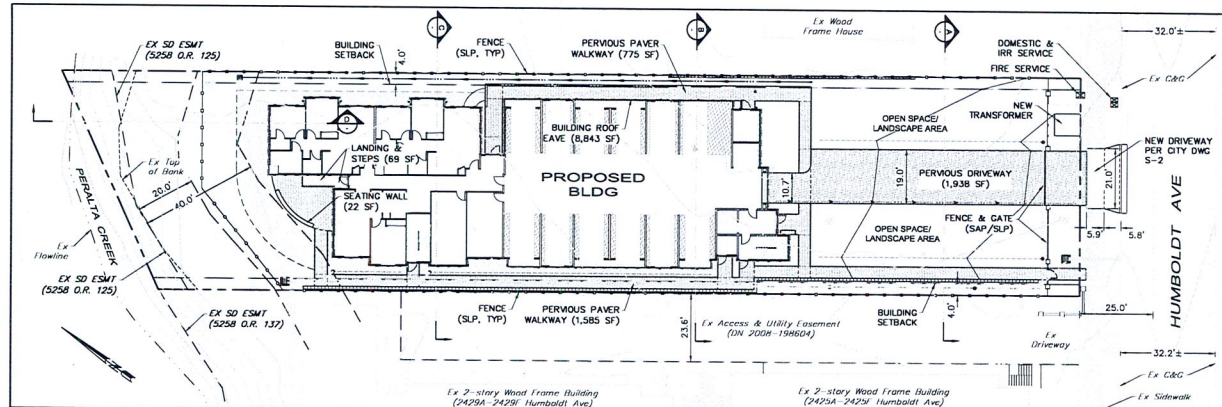 Ex Wood
Frame House
C
B
A
EX SD ESMT
(5258 O.R. 125)
BUILDING
SETBACK
4.0'
FENCE
(SLP, TYP)
PERVIOUS PAVER
WALKWAY (775 SF)
DOMESTIC &
IRR SERVICE
FIRE SERVICE
32.0'±
Ex C&G
NEW
TRANSFORMER
OPEN SPACE/
LANDSCAPE AREA
NEW DRIVEWAY
PER CITY DWG
S-2
D
LANDING &
STEPS (69 SF)
BUILDING ROOF
EAVE (8,843 SF)
Ex Top
of Bank
20.0'
40.0'
PERALTA CREEK
PROPOSED
BLDG
10.7'
19.0'
PERVIOUS DRIVEWAY
(1,938 SF)
21.0'
SEATING WALL
(22 SF)
FENCE & GATE
(SAP/SLP)
OPEN SPACE/
LANDSCAPE AREA
5.9'
5.8'
HUMBOLDT AVE
Ex
Flowline
EX SD ESMT
(5258 O.R. 125)
EX SD ESMT
(5258 O.R. 137)
FENCE
(SLP, TYP)
PERVIOUS PAVER
WALKWAY (1,585 SF)
23.6'
Ex Access & Utility Easement
(DN 2008-198604)
BUILDING
SETBACK
4.0'
25.0'
Ex
Driveway
32.2'±
Ex 2-story Wood Frame Building
(2429A-2429F Humboldt Ave)
Ex 2-story Wood Frame Building
(2425A-2425F Humboldt Ave)
Ex C&G
Ex Sidewalk